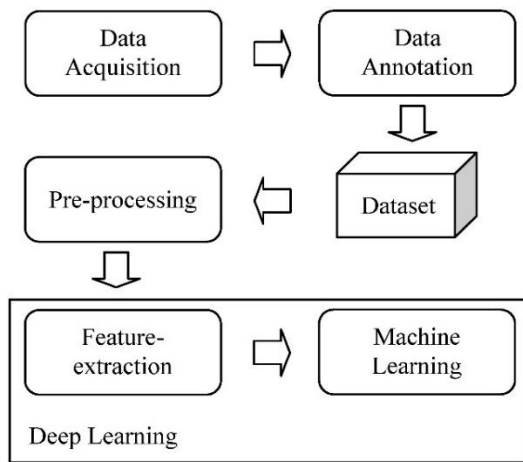 Data
Acquisition
Data
Annotation
Pre-processing
Dataset
Feature-
extraction
Machine
Learning
Deep Learning